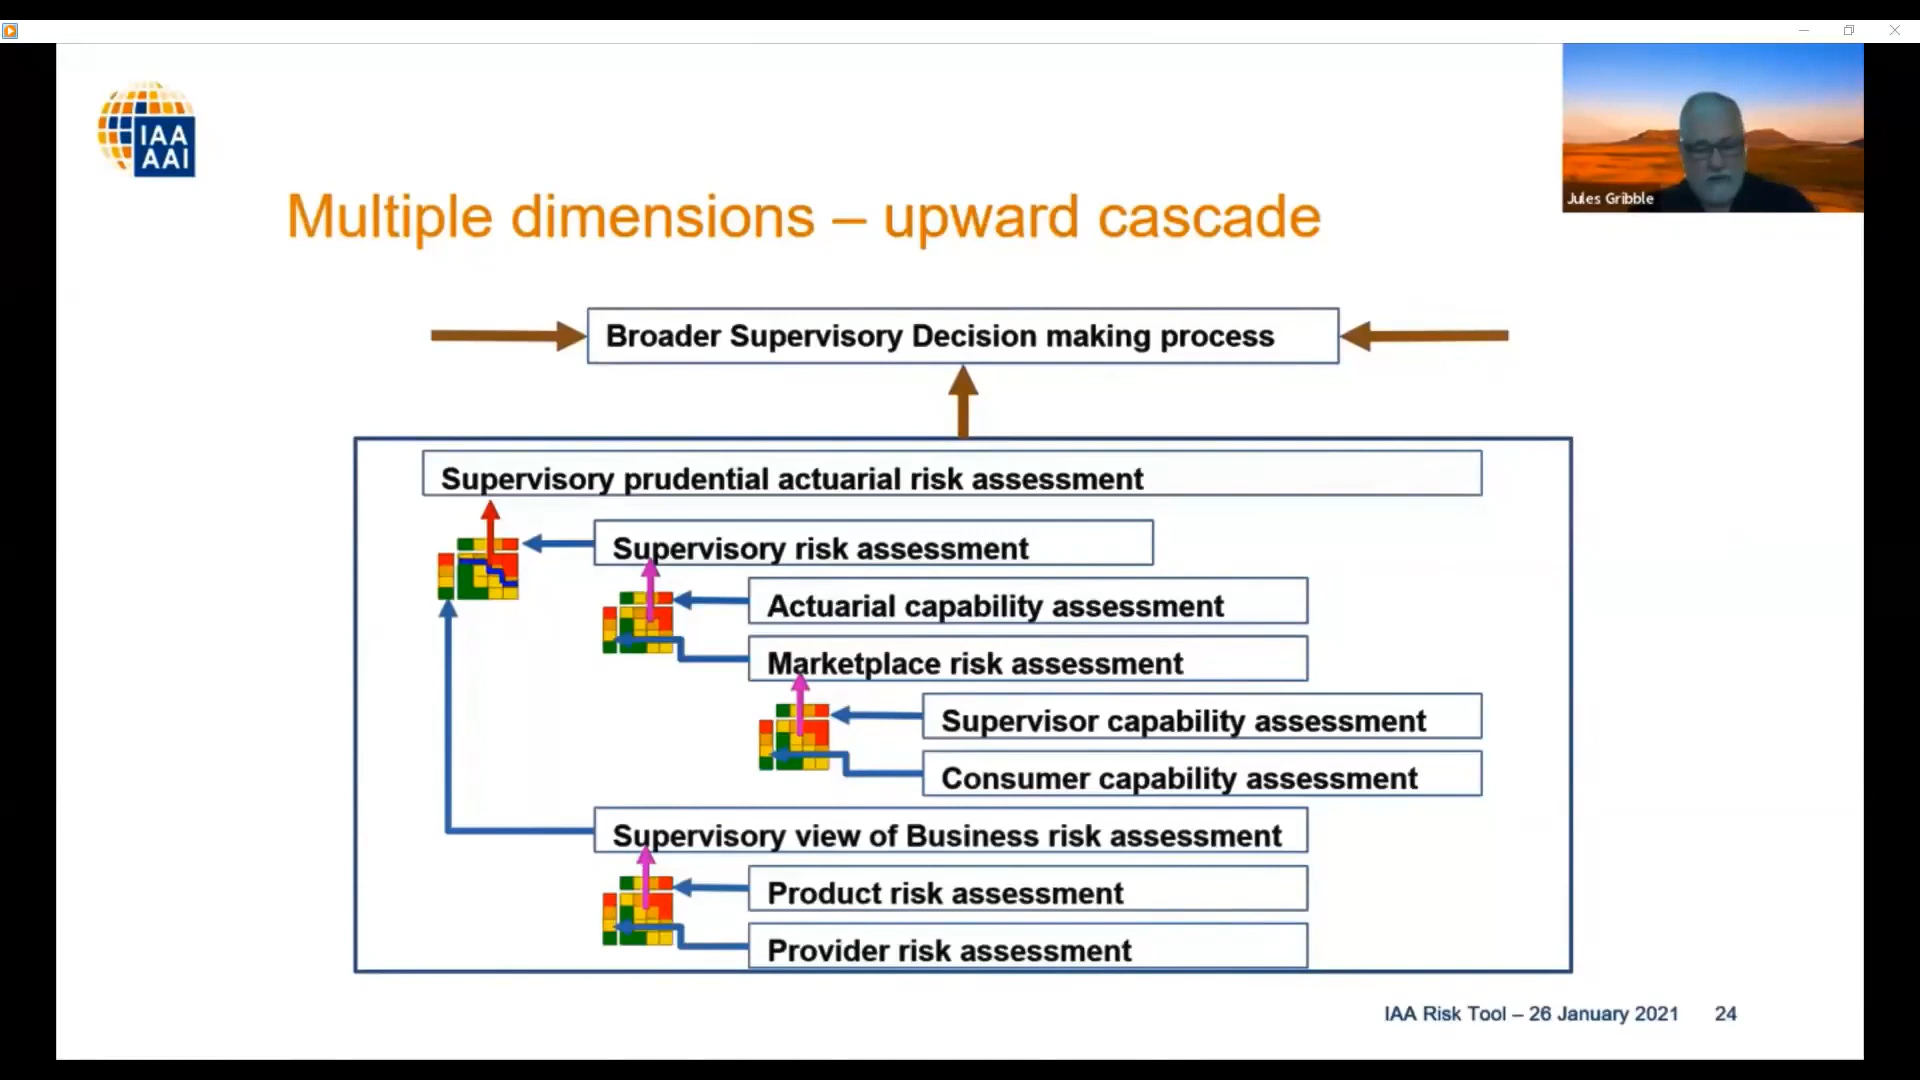 IAA
AAI
Jules Gribble
Multiple dimensions – upward cascade
Broader Supervisory Decision making process
Supervisory prudential actuarial risk assessment
Supervisory risk assessment
Actuarial capability assessment
Marketplace risk assessment
Supervisor capability assessment
Consumer capability assessment
Supervisory view of Business risk assessment
Product risk assessment
Provider risk assessment
IAA Risk Tool – 26 January 2021 24